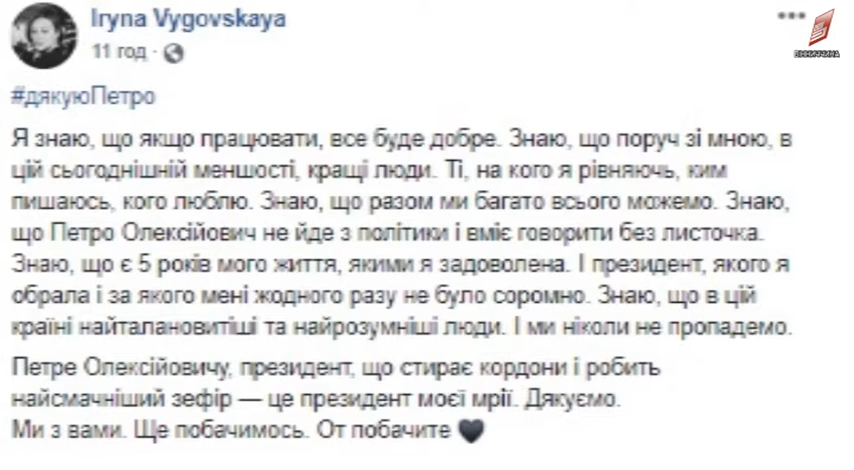 Iryna Vygovskaya
11 год ·
#дякуюПетро
Я знаю, що якщо працювати, все буде добре. Знаю, що поруч зі мною, в
цій сьогоднішній меншості, кращі люди. Ті, на кого я рівняючь, ким
пишаюсь, кого люблю. Знаю, що разом ми багато всього можемо. Знаю,
що Петро Олексійович не йде з політики і вміє говорити без листочка.
Знаю, що є 5 років мого життя, якими я задоволена. І президент, якого я
обрала і за якого мені жодного разу не було соромно. Знаю, що в цій
країні найталановитіші та найрозумніші люди. І ми ніколи не пропадемо.
Петре Олексійовичу, президент, що стирає кордони і робить
найсмачніший зефір — це президент моєї мрії. Дякуємо.
Ми з вами. Ще побачимось. От побачите 🖤